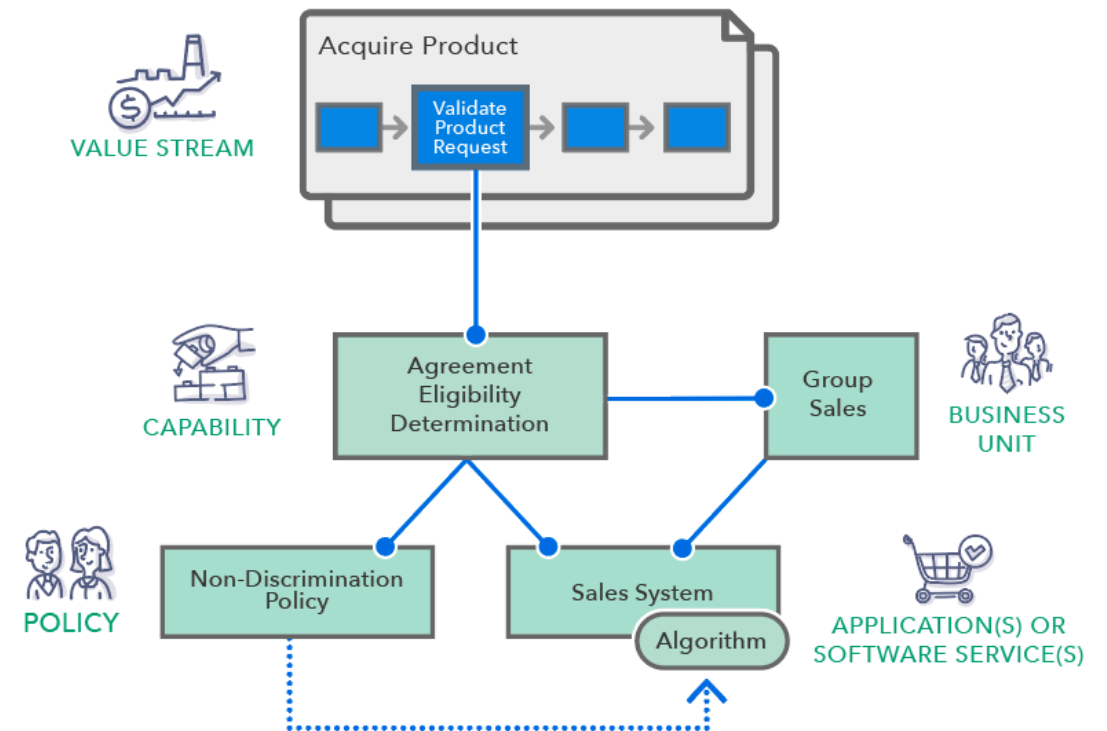 Acquire Product
Validate
Product
Request
VALUE STREAM
Agreement
Eligibility
Determination
CAPABILITY
Group
Sales
BUSINESS
UNIT
Non-Discrimination
Policy
POLICY
Sales System
Algorithm
APPLICATION(S) OR
SOFTWARE SERVICE(S)
$